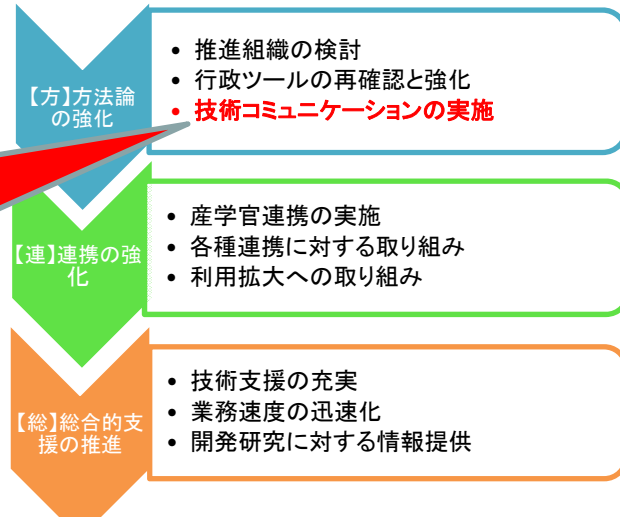 【方】方法論
の強化
• 推進組織の検討
• 行政ツールの再確認と強化
• 技術コミュニケーションの実施
【連】連携の強
化
• 産学官連携の実施
• 各種連携に対する取り組み
• 利用拡大への取り組み
【総】総合的支
援の推進
• 技術支援の充実
• 業務速度の迅速化
• 開発研究に対する情報提供